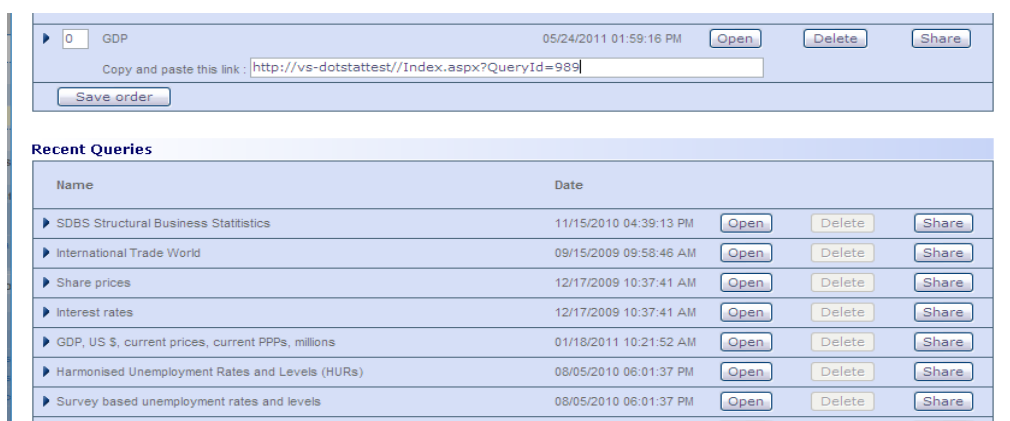 0 GDP 05/24/2011 01:59:16 PM Open Delete Share
Copy and paste this link : http://vs-dotstattest//Index.aspx?QueryId=989
Save order
Recent Queries
Name Date
SDBS Structural Business Statitistics 11/15/2010 04:39:13 PM Open Delete Share
International Trade World 09/15/2009 09:58:46 AM Open Delete Share
Share prices 12/17/2009 10:37:41 AM Open Delete Share
Interest rates 12/17/2009 10:37:41 AM Open Delete Share
GDP, US $, current prices, current PPPs, millions 01/18/2011 10:21:52 AM Open Delete Share
Harmonised Unemployment Rates and Levels (HURs) 08/05/2010 06:01:37 PM Open Delete Share
Survey based unemployment rates and levels 08/05/2010 06:01:37 PM Open Delete Share